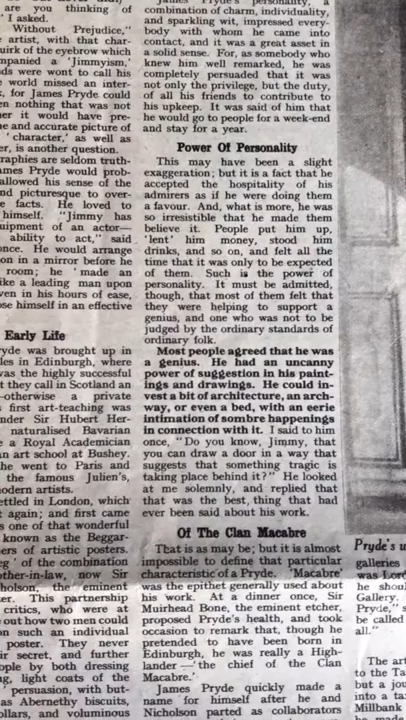 are you thinking of
" I asked.
Without Prejudice,"
artist, with that char-
uirk of the eyebrow which
mpanied a 'Jimmyism,'
ds were wont to call his
world missed an inter-
, for James Pryde could
en nothing that was not
er it would have pre-
e and accurate picture of
' character,' as well as
er, is another question.
raphies are seldom truth-
ames Pryde would prob-
allowed his sense of the
nd picturesque to over-
e facts. He loved to
himself. "Jimmy has
uipment of an actor—
ability to act," said
once. He would arrange
on in a mirror before he
room; he 'made an
ike a leading man upon
ven in his hours of ease,
ose himself in an effective
Early Life
ryde was brought up in
les in Edinburgh, where
was the highly successful
t they call in Scotland an
—otherwise a private
first art-teaching was
nder Sir Hubert Her-
naturalised Bavarian
e a Royal Academician
n art school at Bushey.
he went to Paris and
the famous Julien's,
odern artists.
ettled in London, which
again; and first came
s one of that wonderful
known as the Beggar-
ers of artistic posters.
eg' of the combination
other-in-law, now Sir
holson, the eminent
er. This partnership
critics, who were at
out how two men could
n such an individual
poster. They never
ir secret, and further
ople by both dressing
ng, light coats of the
persuasion, with but-
as Abernethy biscuits,
ollars, and voluminous
James Pryde's personality, a
combination of charm, individuality,
and sparkling wit, impressed every-
body with whom he came into
contact, and it was a great asset in
a solid sense. For, as somebody who
knew him well remarked, he was
completely persuaded that it was
not only the privilege, but the duty,
of all his friends to contribute to
his upkeep. It was said of him that
he would go to people for a week-end
and stay for a year.
Power Of Personality
This may have been a slight
exaggeration; but it is a fact that he
accepted the hospitality of his
admirers as if he were doing them
a favour. And, what is more, he was
so irresistible that he made them
believe it. People put him up,
'lent' him money, stood him
drinks, and so on, and felt all the
time that it was only to be expected
of them. Such is the power of
personality. It must be admitted,
though, that most of them felt that
they were helping to support a
genius, and one who was not to be
judged by the ordinary standards of
ordinary folk.
Most people agreed that he was
a genius. He had an uncanny
power of suggestion in his paint-
ings and drawings. He could in-
vest a bit of architecture, an arch-
way, or even a bed, with an eerie
intimation of sombre happenings
in connection with it. I said to him
once, "Do you know, Jimmy, that
you can draw a door in a way that
suggests that something tragic is
taking place behind it?" He looked
at me solemnly, and replied that
that was the best thing that had
ever been said about his work.
Of The Clan Macabre
That is as may be; but it is almost
impossible to define that particular
characteristic of a Pryde. 'Macabre'
was the epithet generally used about
his work. At a dinner once, Sir
Muirhead Bone, the eminent etcher,
proposed Pryde's health, and took
occasion to remark that, though he
pretended to have been born in
Edinburgh, he was really a High-
lander—'the chief of the Clan
Macabre.'
James Pryde quickly made a
name for himself after he and
Nicholson parted as collaborators
Pryde's u
galleries
was Lord
he shou
Gallery.
Pryde," s
be called
all."
The art
to the Ta
but a jou
into a ta
Millbank